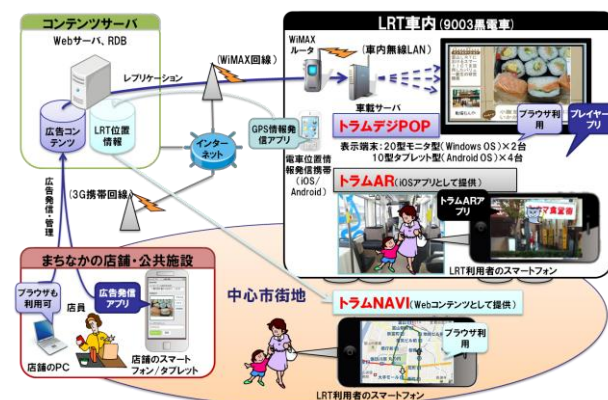 コンテンツサーバ
Webサーバ、RDB
レプリケーション
広告コンテンツ
LRT位置情報
(WiMAX回線)
インターネット
(3G携帯回線)
広告発信・管理
LRT車内(9003黒電車)
WiMAX
ルータ
(車内無線LAN)
車載サーバ
GPS情報発信アプリ
電車位置情報発信携帯(iOS/Android)
トラムデジPOP
ブラウザ利用
プレイヤーアプリ
表示端末:20型モニタ型(Windows OS)×2台
10型タブレット型(Android OS)×4台
トラムAR(iOSアプリとして提供)
トラムARアプリ
LRT利用者のスマートフォン
まちなかの店舗・公共施設
ブラウザも利用可
店員
広告発信アプリ
店舗のPC
店舗のスマートフォン/タブレット
中心市街地
トラムNAVI(Webコンテンツとして提供)
ブラウザ利用
LRT利用者のスマートフォン